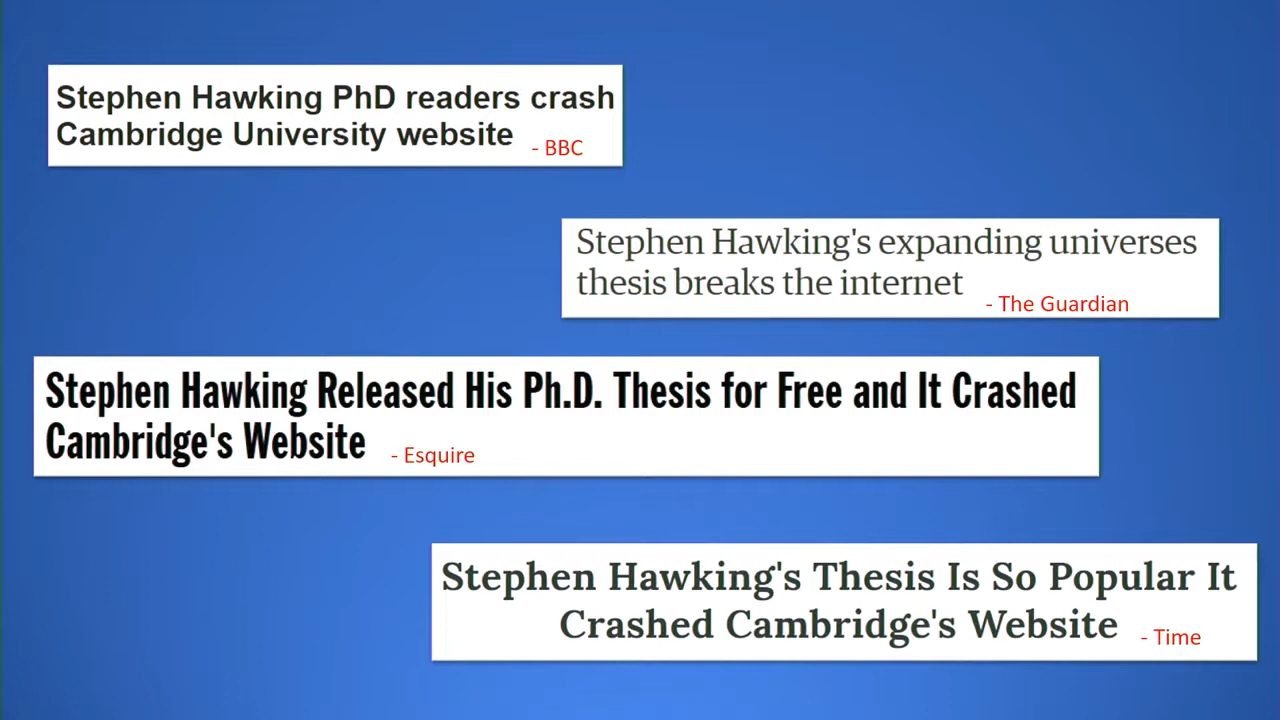 Stephen Hawking PhD readers crash
Cambridge University website - BBC
Stephen Hawking's expanding universes
thesis breaks the internet - The Guardian
Stephen Hawking Released His Ph.D. Thesis for Free and It Crashed
Cambridge's Website - Esquire
Stephen Hawking's Thesis Is So Popular It
Crashed Cambridge's Website - Time